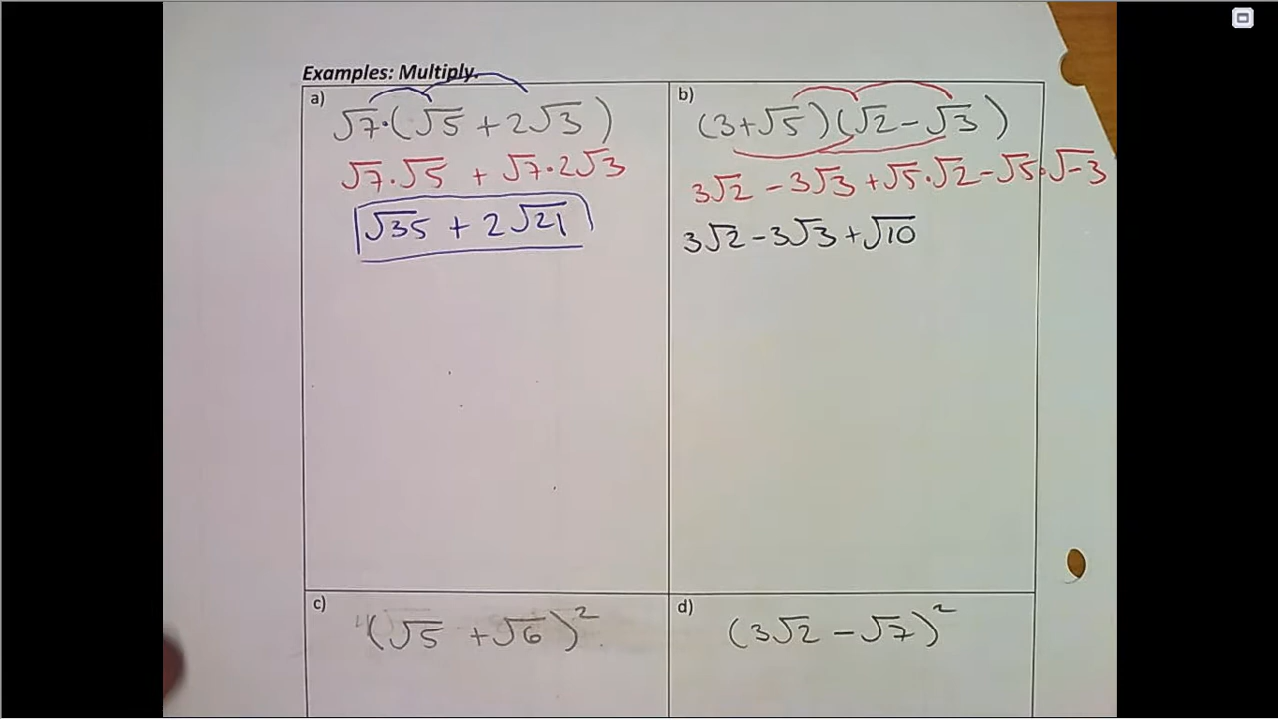 Examples: Multiply.
a)
√7·(√5 + 2√3)
√7·√5 + √7·2√3
√35 + 2√21
b)
(3+√5)(√2-√3)
3√2 - 3√3 + √5·√2 - √5·√-3
3√2 - 3√3 + √10
c)
(√5 + √6)²
d)
(3√2 - √7)²